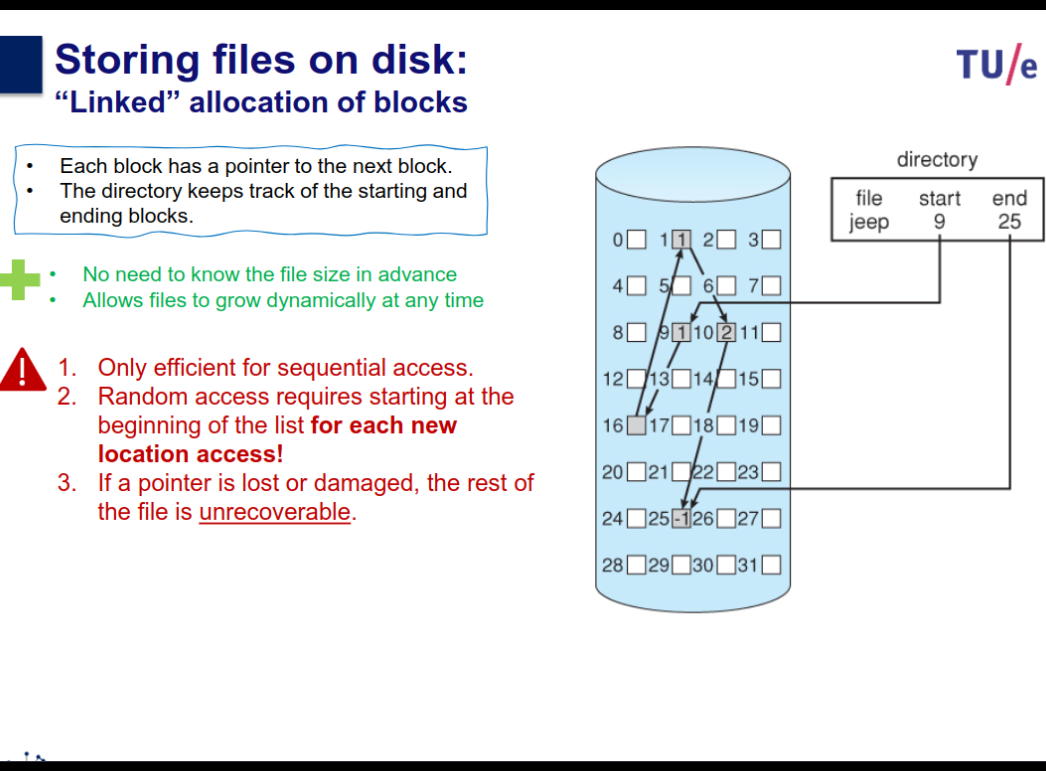 Storing files on disk:
“Linked” allocation of blocks
TU/e
• Each block has a pointer to the next block.
• The directory keeps track of the starting and
ending blocks.
• No need to know the file size in advance
• Allows files to grow dynamically at any time
1. Only efficient for sequential access.
2. Random access requires starting at the
beginning of the list for each new
location access!
3. If a pointer is lost or damaged, the rest of
the file is unrecoverable.
directory
file start end
jeep 9 25
0 1 1 2 3
4 5 6 7
8 9 1 10 2 11
12 13 14 15
16 17 18 19
20 21 22 23
24 25 -1 26 27
28 29 30 31